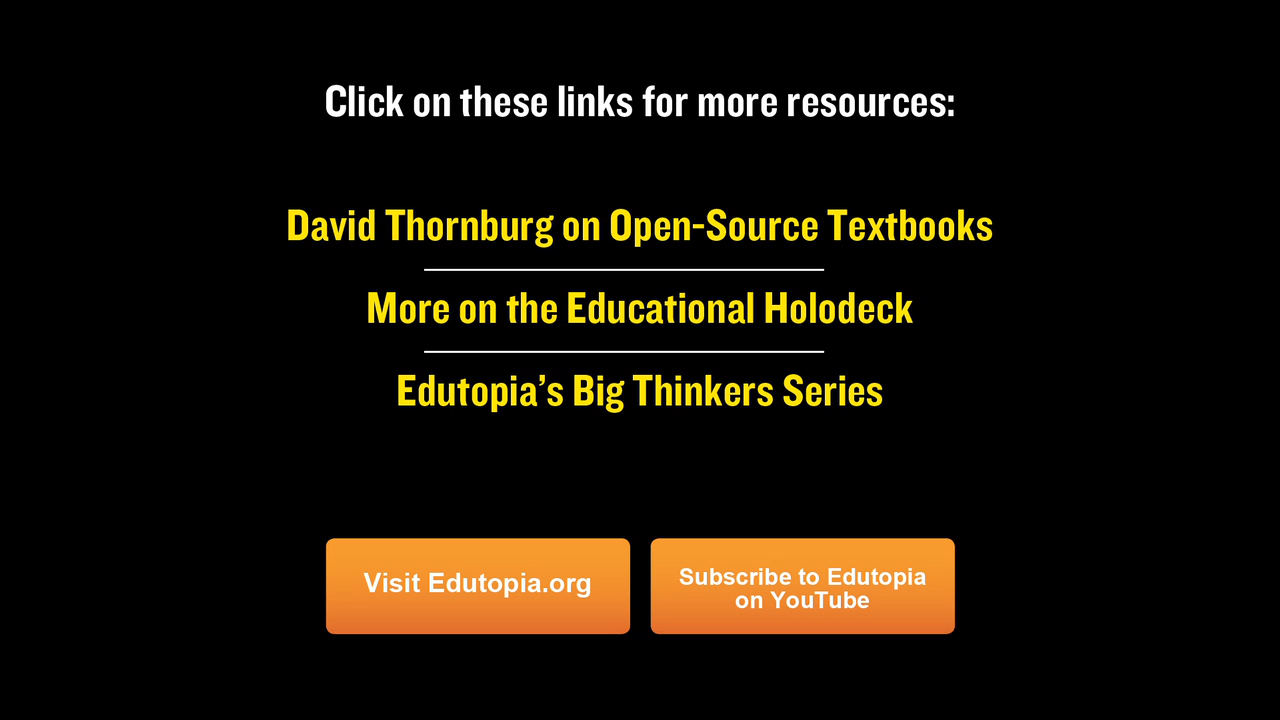 Click on these links for more resources:
David Thornburg on Open-Source Textbooks
More on the Educational Holodeck
Edutopia’s Big Thinkers Series
Visit Edutopia.org
Subscribe to Edutopia
on YouTube